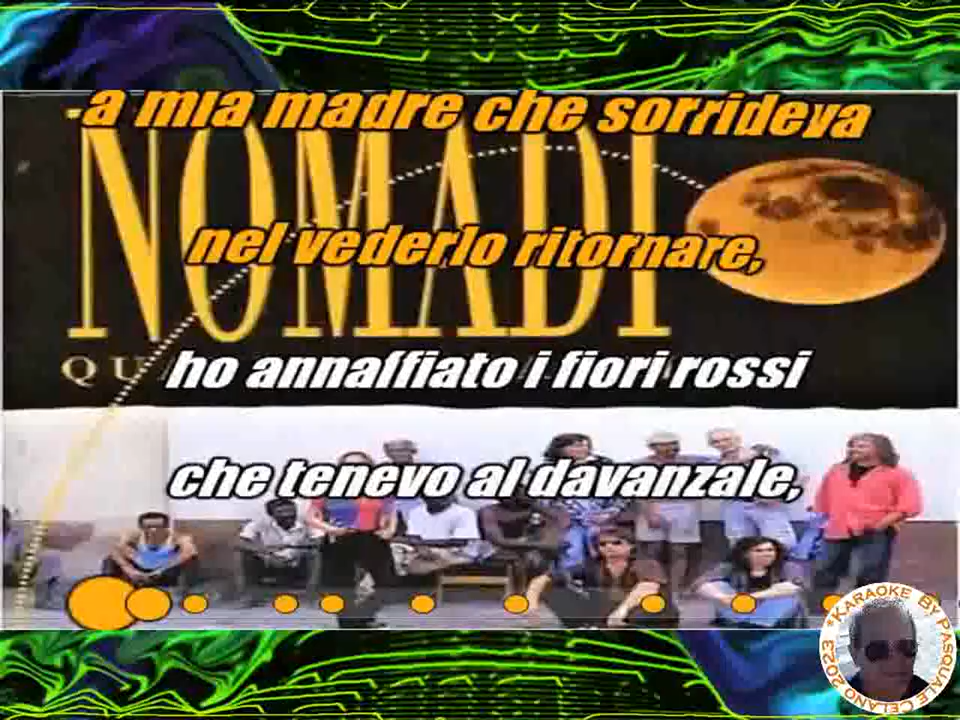 a mia madre che sorrideva
NOMADI
nel vederlo ritornare,
QU
ho annaffiato i fiori rossi
che tenevo al davanzale,
*KARAOKE BY PASQUALE CELANO 2023